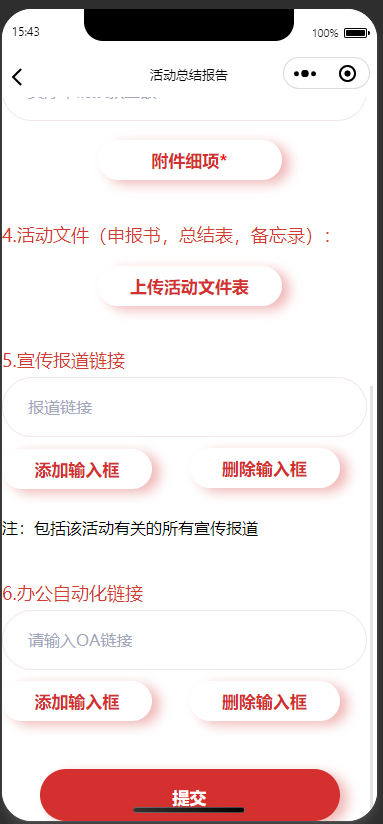 15:43
100%
活动总结报告
附件细项*
4.活动文件（申报书，总结表，备忘录）：
上传活动文件表
5.宣传报道链接
报道链接
添加输入框 删除输入框
注：包括该活动有关的所有宣传报道
6.办公自动化链接
请输入OA链接
添加输入框 删除输入框
提交